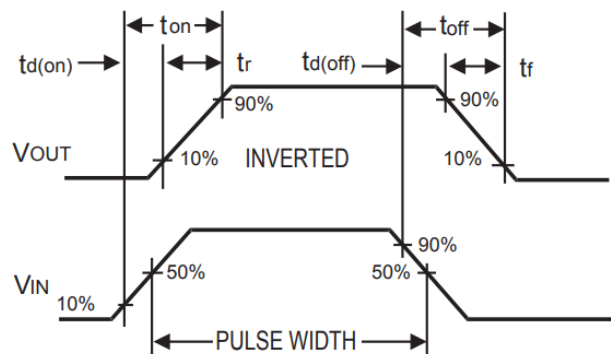 ton
toff
td(on)
tr
td(off)
tf
90%
90%
VOUT
10%
INVERTED
10%
90%
50%
50%
VIN
10%
PULSE WIDTH